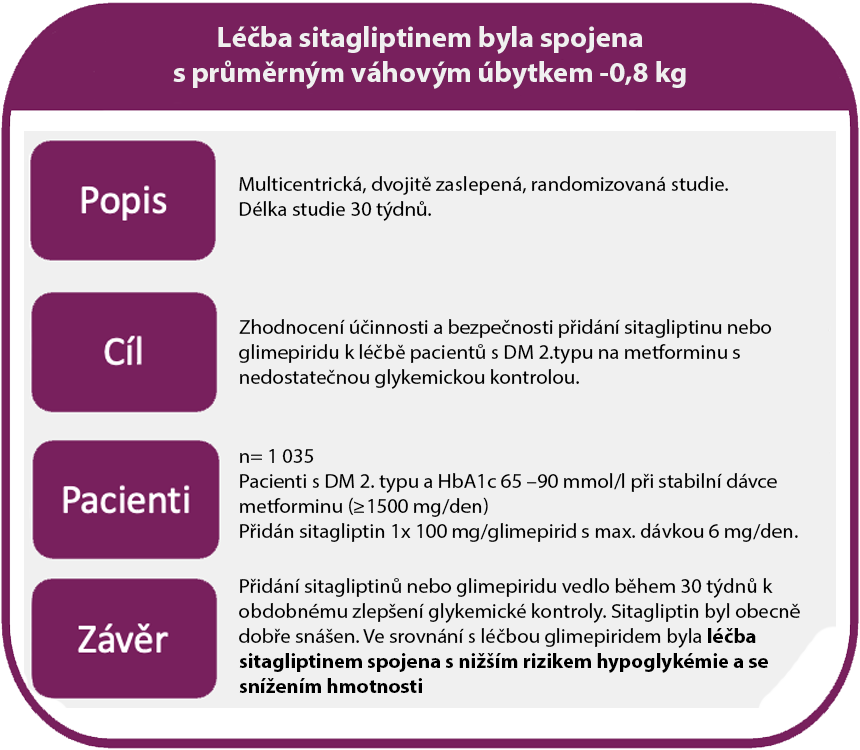 Léčba sitagliptinem byla spojena
s průměrným váhovým úbytkem -0,8 kg
Popis
Multicentrická, dvojitě zaslepená, randomizovaná studie.
Délka studie 30 týdnů.
Cíl
Zhodnocení účinnosti a bezpečnosti přidání sitagliptinu nebo
glimepiridu k léčbě pacientů s DM 2.typu na metforminu s
nedostatečnou glykemickou kontrolou.
Pacienti
n= 1 035
Pacienti s DM 2. typu a HbA1c 65 –90 mmol/l při stabilní dávce
metforminu (≥1500 mg/den)
Přidán sitagliptin 1x 100 mg/glimepirid s max. dávkou 6 mg/den.
Závěr
Přidání sitagliptinů nebo glimepiridu vedlo během 30 týdnů k
obdobnému zlepšení glykemické kontroly. Sitagliptin byl obecně
dobře snášen. Ve srovnání s léčbou glimepiridem byla léčba
sitagliptinem spojena s nižším rizikem hypoglykémie a se
snížením hmotnosti